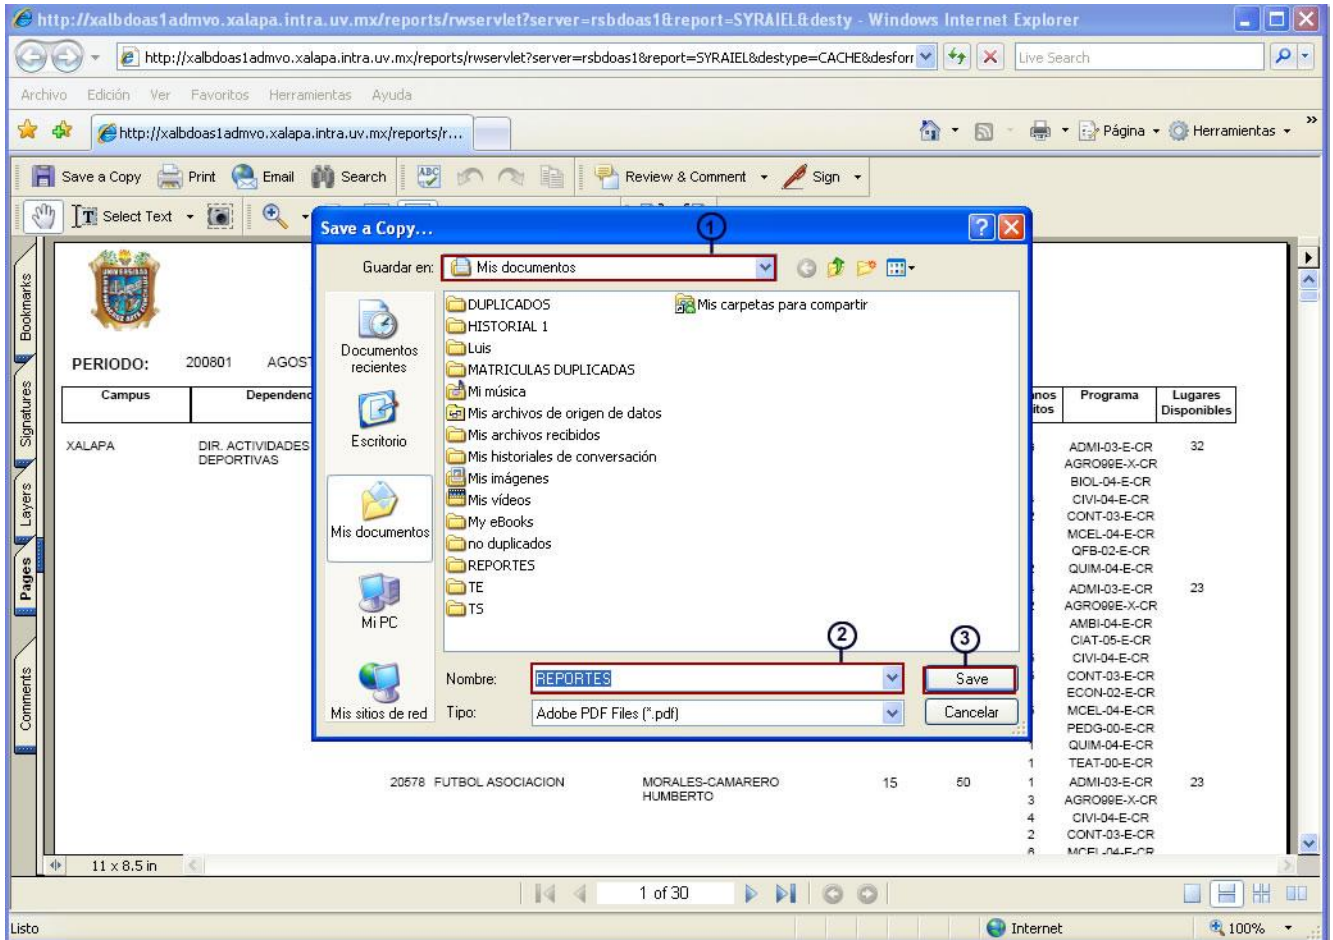 http://xalbdoas1admvo.xalapa.intra.uv.mx/reports/rwservlet?server=rsbdoas1&report=SYRAIEL&desty - Windows Internet Explorer
http://xalbdoas1admvo.xalapa.intra.uv.mx/reports/rwservlet?server=rsbdoas1&report=SYRAIEL&destype=CACHE&desforr
Live Search
Archivo Edición Ver Favoritos Herramientas Ayuda
http://xalbdoas1admvo.xalapa.intra.uv.mx/reports/r...
Página Herramientas »
Save a Copy Print Email Search ABC Review & Comment Sign
Select Text
Save a Copy...
1
Guardar en: Mis documentos
Bookmarks
Signatures
Layers
Pages
Comments
Documentos recientes
Escritorio
Mis documentos
Mi PC
Mis sitios de red
DUPLICADOS
HISTORIAL 1
Luis
MATRICULAS DUPLICADAS
Mi música
Mis archivos de origen de datos
Mis archivos recibidos
Mis historiales de conversación
Mis imágenes
Mis vídeos
My eBooks
no duplicados
REPORTES
TE
TS
Mis carpetas para compartir
2
3
Nombre: REPORTES Save
Tipo: Adobe PDF Files (*.pdf) Cancelar
PERIODO: 200801 AGOST
Campus Dependenc nos itos Programa Lugares Disponibles
XALAPA DIR. ACTIVIDADES DEPORTIVAS
ADMI-03-E-CR 32
AGRO99E-X-CR
BIOL-04-E-CR
CIVI-04-E-CR
CONT-03-E-CR
MCEL-04-E-CR
QFB-02-E-CR
QUIM-04-E-CR
ADMI-03-E-CR 23
AGRO99E-X-CR
AMBI-04-E-CR
CIAT-05-E-CR
CIVI-04-E-CR
CONT-03-E-CR
ECON-02-E-CR
MCEL-04-E-CR
PEDG-00-E-CR
QUIM-04-E-CR
1 TEAT-00-E-CR
20578 FUTBOL ASOCIACION MORALES-CAMARERO HUMBERTO 15 50 1 ADMI-03-E-CR 23
3 AGRO99E-X-CR
4 CIVI-04-E-CR
2 CONT-03-E-CR
6 MCEL-04-E-CR
11 x 8.5 in
1 of 30
Listo Internet 100%